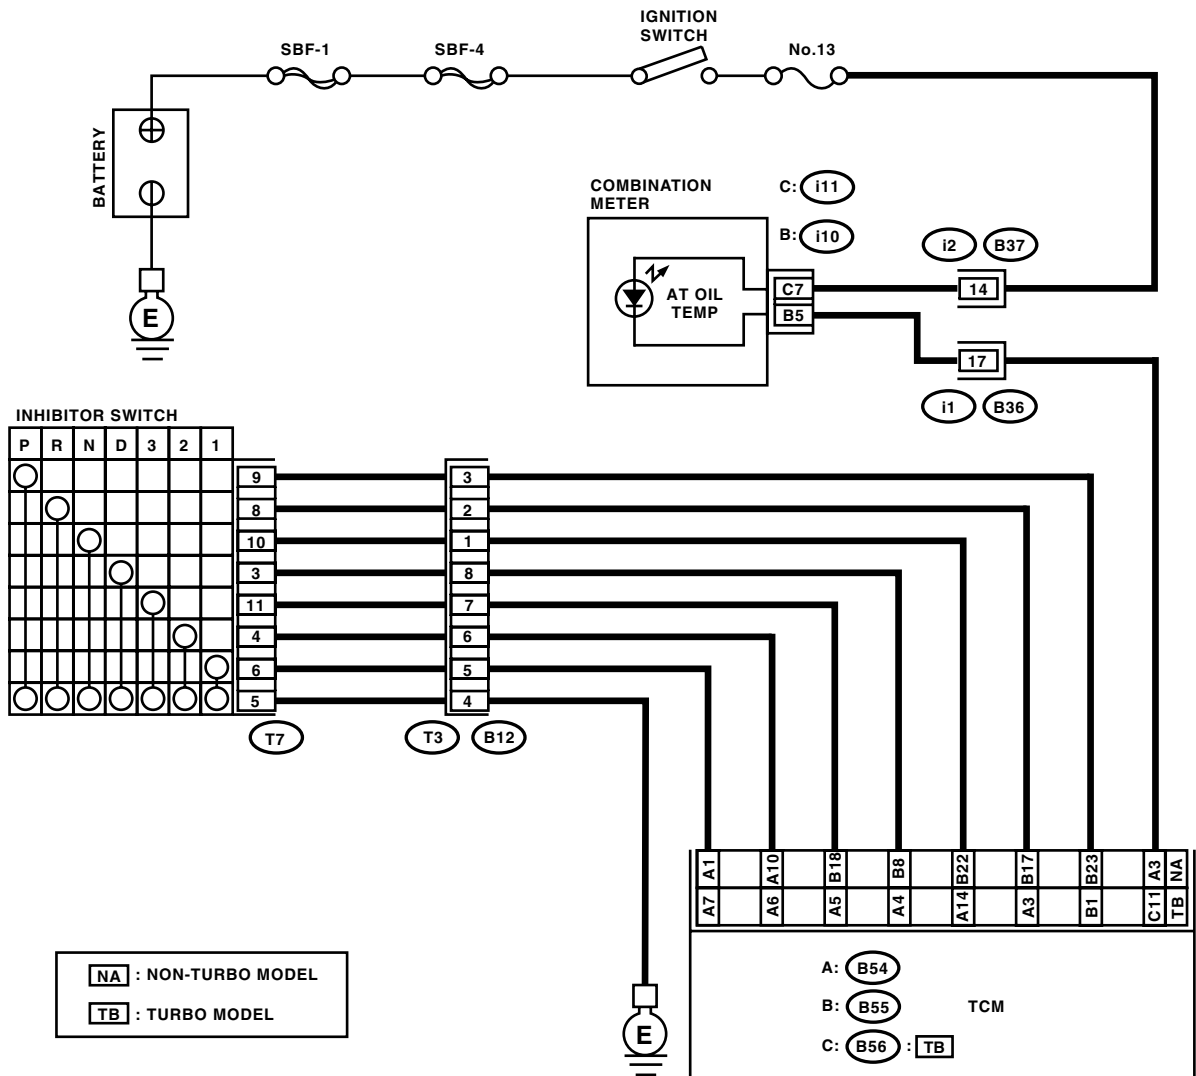 IGNITION
SWITCH
SBF-1 SBF-4 No.13
BATTERY
E
COMBINATION
METER
C: i11
B: i10
i2 B37
AT OIL
TEMP
C7 14
B5
17
i1 B36
INHIBITOR SWITCH
P R N D 3 2 1
9 3
8 2
10 1
3 8
11 7
4 6
6 5
5 4
T7 T3 B12
A1 A10 B18 B8 B22 B17 B23 A3 NA
A7 A6 A5 A4 A14 A3 B1 C11 TB
NA : NON-TURBO MODEL
TB : TURBO MODEL
E
A: B54
B: B55 TCM
C: B56 : TB